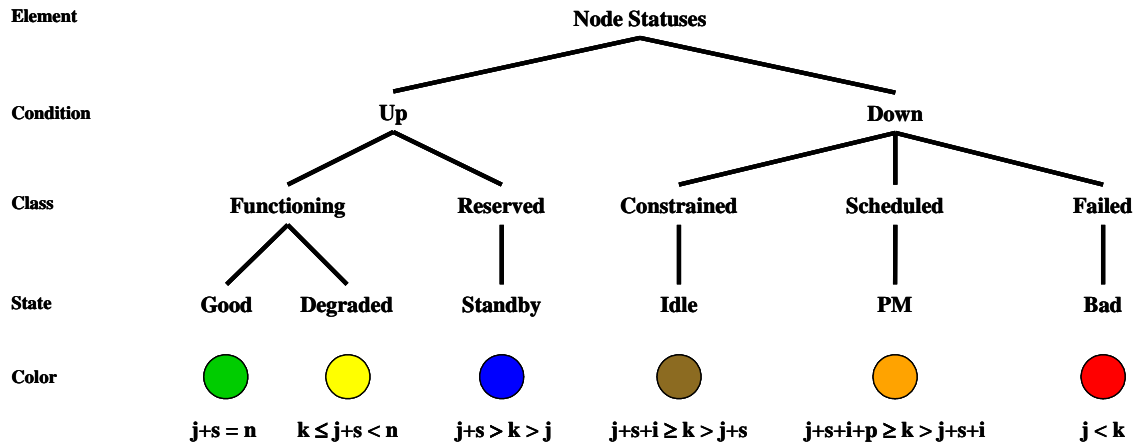 Element
Node Statuses
Condition
Up
Down
Class
Functioning
Reserved
Constrained
Scheduled
Failed
State
Good
Degraded
Standby
Idle
PM
Bad
Color
j+s = n
k ≤ j+s < n
j+s > k > j
j+s+i ≥ k > j+s
j+s+i+p ≥ k > j+s+i
j < k